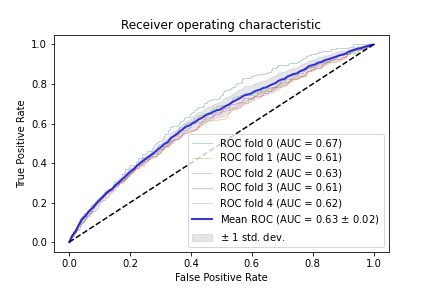 Receiver operating characteristic
True Positive Rate
1.0
0.8
0.6
0.4
0.2
0.0
ROC fold 0 (AUC = 0.67)
ROC fold 1 (AUC = 0.61)
ROC fold 2 (AUC = 0.63)
ROC fold 3 (AUC = 0.61)
ROC fold 4 (AUC = 0.62)
Mean ROC (AUC = 0.63 ± 0.02)
± 1 std. dev.
0.0 0.2 0.4 0.6 0.8 1.0
False Positive Rate